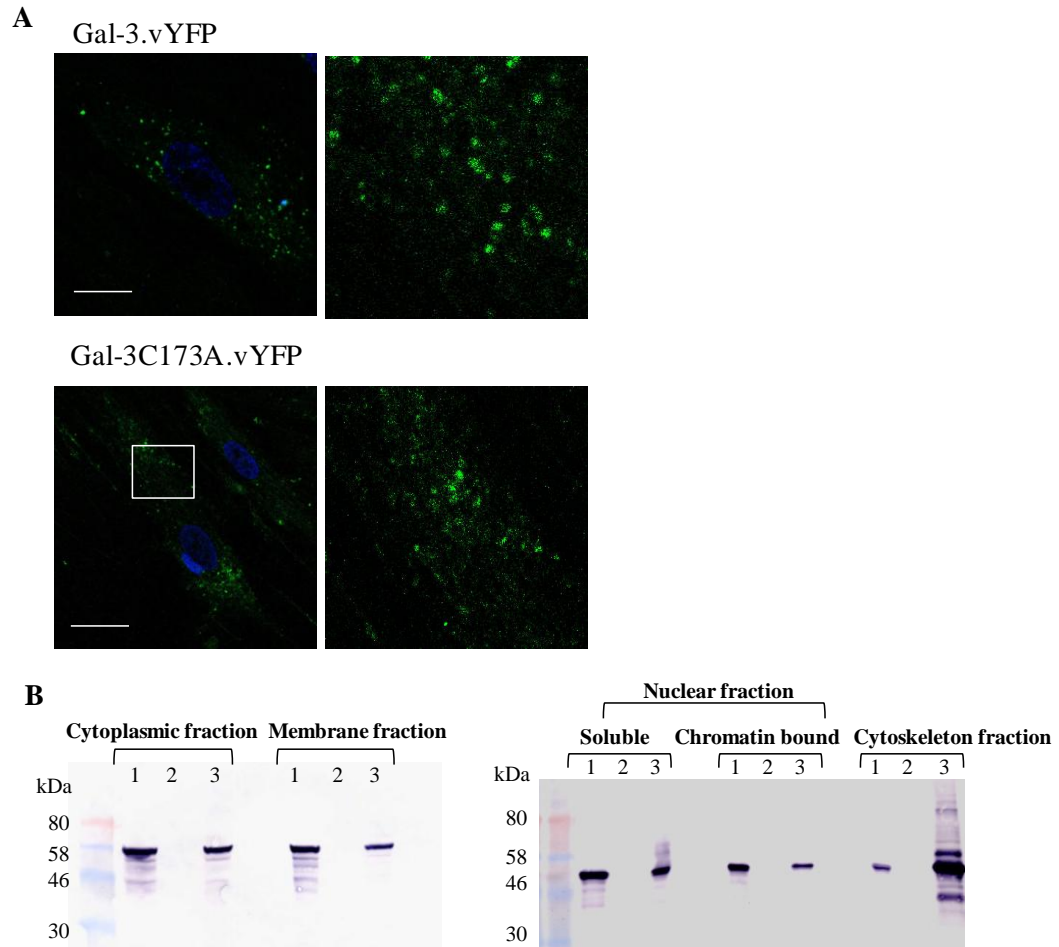 A
Gal-3.vYFP
Gal-3C173A.vYFP
B
Cytoplasmic fraction Membrane fraction
1 2 3 1 2 3
kDa
80
58
46
30
Nuclear fraction
Soluble Chromatin bound Cytoskeleton fraction
1 2 3 1 2 3 1 2 3
kDa
80
58
46
30